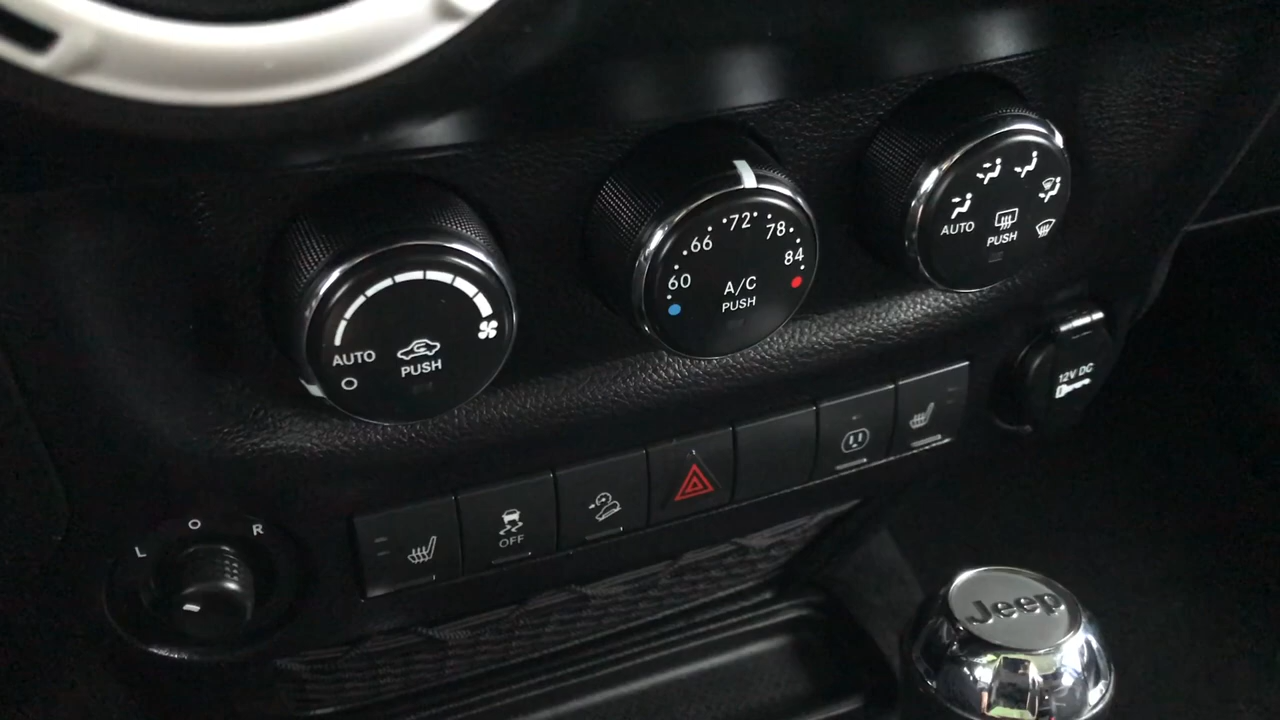 AUTO
PUSH
60
66
72
78
84
A/C
PUSH
AUTO
PUSH
12V DC
L O R
OFF
Jeep